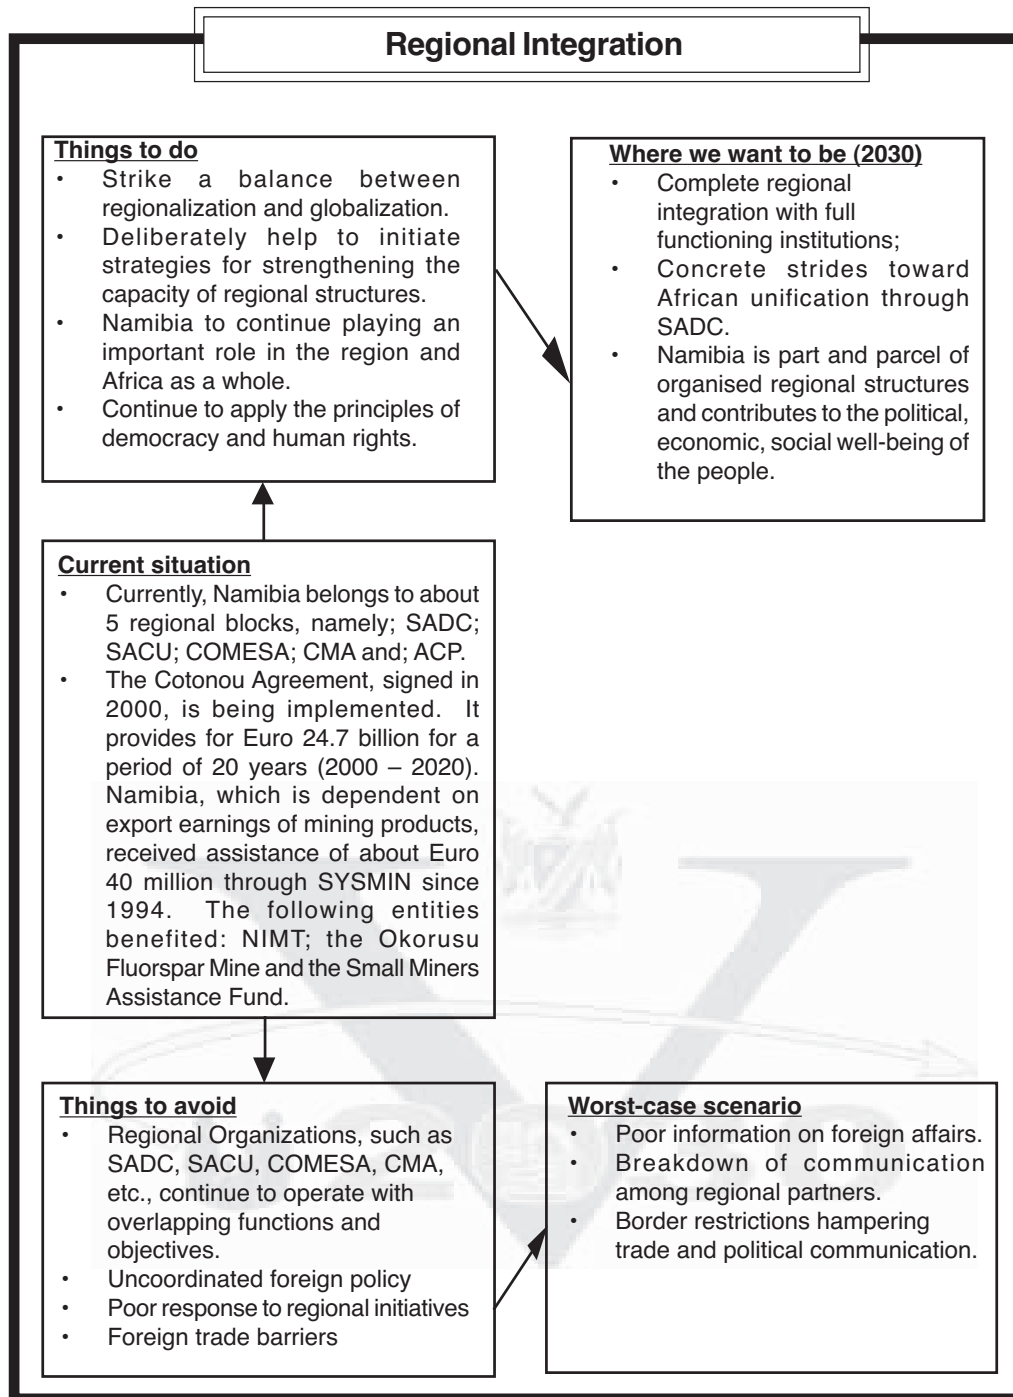 Regional Integration
Things to do
• Strike a balance between
regionalization and globalization.
• Deliberately help to initiate
strategies for strengthening the
capacity of regional structures.
• Namibia to continue playing an
important role in the region and
Africa as a whole.
• Continue to apply the principles of
democracy and human rights.
Where we want to be (2030)
• Complete regional
integration with full
functioning institutions;
• Concrete strides toward
African unification through
SADC.
• Namibia is part and parcel of
organised regional structures
and contributes to the political,
economic, social well-being of
the people.
Current situation
• Currently, Namibia belongs to about
5 regional blocks, namely; SADC;
SACU; COMESA; CMA and; ACP.
• The Cotonou Agreement, signed in
2000, is being implemented. It
provides for Euro 24.7 billion for a
period of 20 years (2000 – 2020).
Namibia, which is dependent on
export earnings of mining products,
received assistance of about Euro
40 million through SYSMIN since
1994. The following entities
benefited: NIMT; the Okorusu
Fluorspar Mine and the Small Miners
Assistance Fund.
Things to avoid
• Regional Organizations, such as
SADC, SACU, COMESA, CMA,
etc., continue to operate with
overlapping functions and
objectives.
• Uncoordinated foreign policy
• Poor response to regional initiatives
• Foreign trade barriers
Worst-case scenario
• Poor information on foreign affairs.
• Breakdown of communication
among regional partners.
• Border restrictions hampering
trade and political communication.